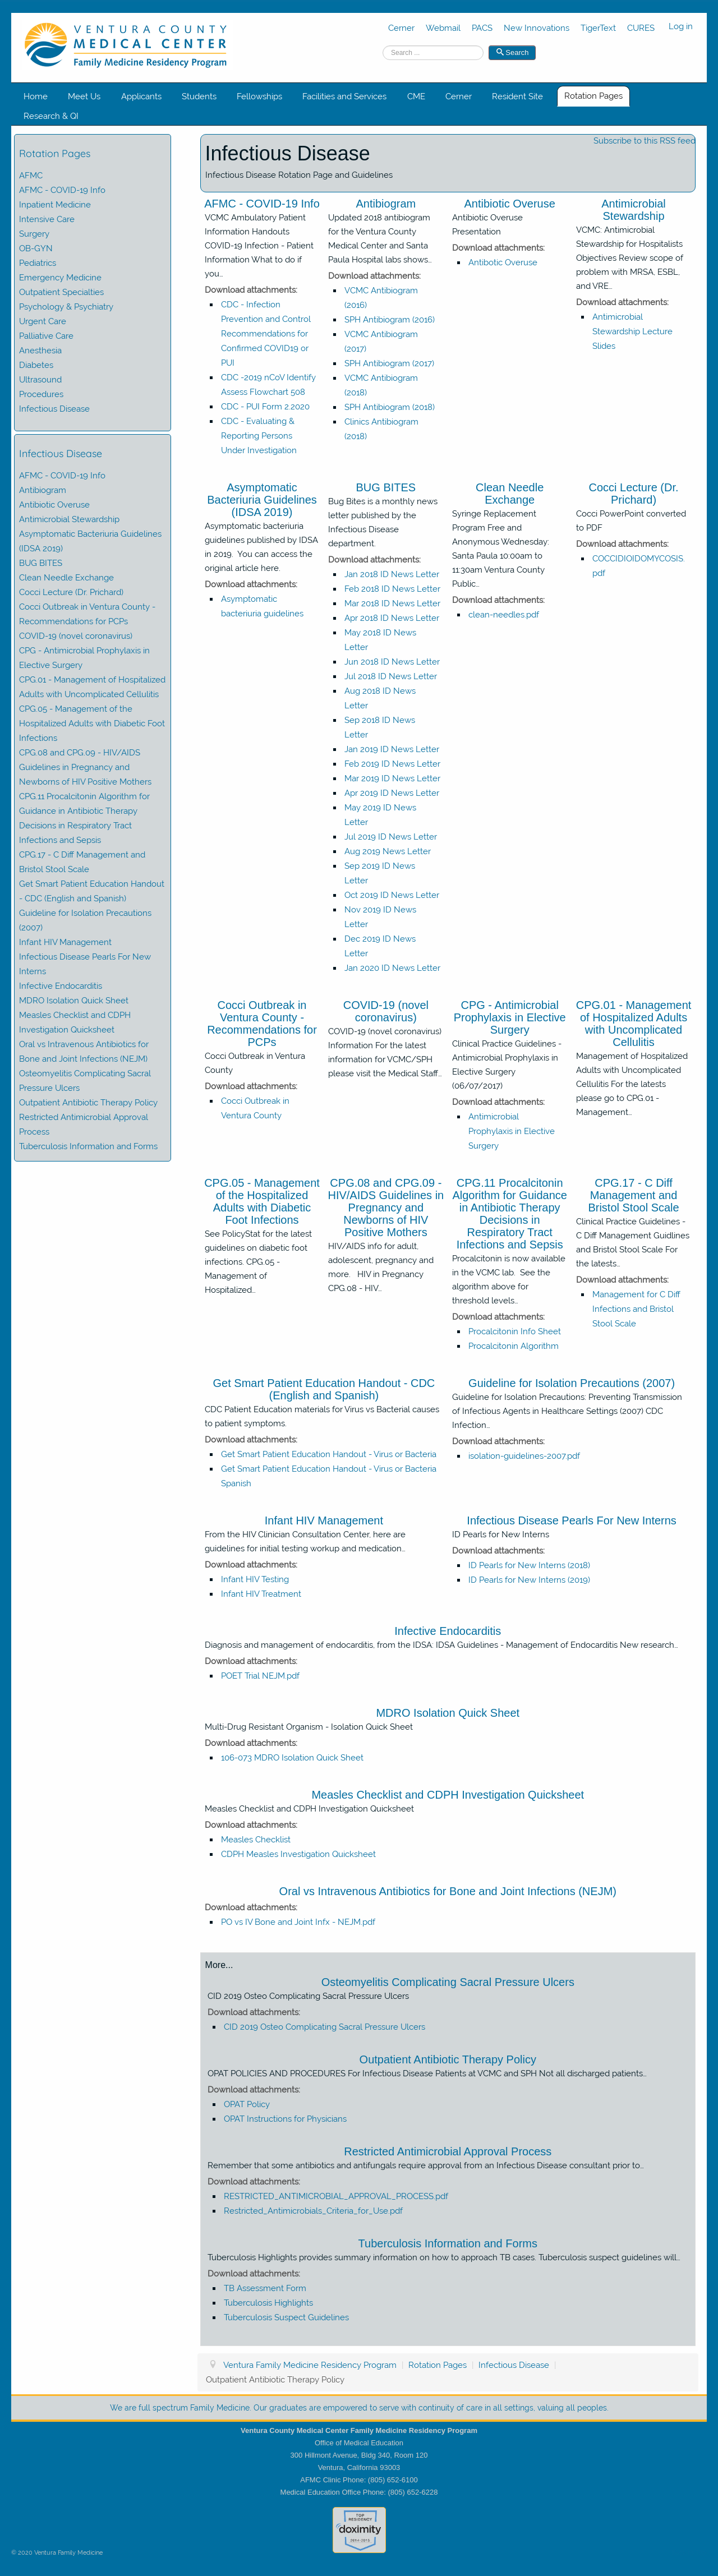 VENTURA COUNTY
MEDICAL CENTER
Family Medicine Residency Program
Cerner Webmail PACS New Innovations TigerText CURES Log in
Search ... Search
Home Meet Us Applicants Students Fellowships Facilities and Services CME Cerner Resident Site Rotation Pages
Research & QI
Rotation Pages
AFMC
AFMC - COVID-19 Info
Inpatient Medicine
Intensive Care
Surgery
OB-GYN
Pediatrics
Emergency Medicine
Outpatient Specialties
Psychology & Psychiatry
Urgent Care
Palliative Care
Anesthesia
Diabetes
Ultrasound
Procedures
Infectious Disease
Infectious Disease
AFMC - COVID-19 Info
Antibiogram
Antibiotic Overuse
Antimicrobial Stewardship
Asymptomatic Bacteriuria Guidelines
(IDSA 2019)
BUG BITES
Clean Needle Exchange
Cocci Lecture (Dr. Prichard)
Cocci Outbreak in Ventura County -
Recommendations for PCPs
COVID-19 (novel coronavirus)
CPG - Antimicrobial Prophylaxis in
Elective Surgery
CPG.01 - Management of Hospitalized
Adults with Uncomplicated Cellulitis
CPG.05 - Management of the
Hospitalized Adults with Diabetic Foot
Infections
CPG.08 and CPG.09 - HIV/AIDS
Guidelines in Pregnancy and
Newborns of HIV Positive Mothers
CPG.11 Procalcitonin Algorithm for
Guidance in Antibiotic Therapy
Decisions in Respiratory Tract
Infections and Sepsis
CPG.17 - C Diff Management and
Bristol Stool Scale
Get Smart Patient Education Handout
- CDC (English and Spanish)
Guideline for Isolation Precautions
(2007)
Infant HIV Management
Infectious Disease Pearls For New
Interns
Infective Endocarditis
MDRO Isolation Quick Sheet
Measles Checklist and CDPH
Investigation Quicksheet
Oral vs Intravenous Antibiotics for
Bone and Joint Infections (NEJM)
Osteomyelitis Complicating Sacral
Pressure Ulcers
Outpatient Antibiotic Therapy Policy
Restricted Antimicrobial Approval
Process
Tuberculosis Information and Forms
Subscribe to this RSS feed
Infectious Disease
Infectious Disease Rotation Page and Guidelines
AFMC - COVID-19 Info
VCMC Ambulatory Patient
Information Handouts
COVID-19 Infection - Patient
Information What to do if
you…
Download attachments:
CDC - Infection
Prevention and Control
Recommendations for
Confirmed COVID19 or
PUI
CDC -2019 nCoV Identify
Assess Flowchart 508
CDC - PUI Form 2.2020
CDC - Evaluating &
Reporting Persons
Under Investigation
Antibiogram
Updated 2018 antibiogram
for the Ventura County
Medical Center and Santa
Paula Hospital labs shows…
Download attachments:
VCMC Antibiogram
(2016)
SPH Antibiogram (2016)
VCMC Antibiogram
(2017)
SPH Antibiogram (2017)
VCMC Antibiogram
(2018)
SPH Antibiogram (2018)
Clinics Antibiogram
(2018)
Antibiotic Overuse
Antibiotic Overuse
Presentation
Download attachments:
Antibotic Overuse
Antimicrobial
Stewardship
VCMC: Antimicrobial
Stewardship for Hospitalists
Objectives Review scope of
problem with MRSA, ESBL,
and VRE…
Download attachments:
Antimicrobial
Stewardship Lecture
Slides
Asymptomatic
Bacteriuria Guidelines
(IDSA 2019)
Asymptomatic bacteriuria
guidelines published by IDSA
in 2019. You can access the
original article here.
Download attachments:
Asymptomatic
bacteriuria guidelines
BUG BITES
Bug Bites is a monthly news
letter published by the
Infectious Disease
department.
Download attachments:
Jan 2018 ID News Letter
Feb 2018 ID News Letter
Mar 2018 ID News Letter
Apr 2018 ID News Letter
May 2018 ID News
Letter
Jun 2018 ID News Letter
Jul 2018 ID News Letter
Aug 2018 ID News
Letter
Sep 2018 ID News
Letter
Jan 2019 ID News Letter
Feb 2019 ID News Letter
Mar 2019 ID News Letter
Apr 2019 ID News Letter
May 2019 ID News
Letter
Jul 2019 ID News Letter
Aug 2019 News Letter
Sep 2019 ID News
Letter
Oct 2019 ID News Letter
Nov 2019 ID News
Letter
Dec 2019 ID News
Letter
Jan 2020 ID News Letter
Clean Needle
Exchange
Syringe Replacement
Program Free and
Anonymous Wednesday:
Santa Paula 10:00am to
11:30am Ventura County
Public…
Download attachments:
clean-needles.pdf
Cocci Lecture (Dr.
Prichard)
Cocci PowerPoint converted
to PDF
Download attachments:
COCCIDIOIDOMYCOSIS.
pdf
Cocci Outbreak in
Ventura County -
Recommendations for
PCPs
Cocci Outbreak in Ventura
County
Download attachments:
Cocci Outbreak in
Ventura County
COVID-19 (novel
coronavirus)
COVID-19 (novel coronavirus)
Information For the latest
information for VCMC/SPH
please visit the Medical Staff…
CPG - Antimicrobial
Prophylaxis in Elective
Surgery
Clinical Practice Guidelines -
Antimicrobial Prophylaxis in
Elective Surgery
(06/07/2017)
Download attachments:
Antimicrobial
Prophylaxis in Elective
Surgery
CPG.01 - Management
of Hospitalized Adults
with Uncomplicated
Cellulitis
Management of Hospitalized
Adults with Uncomplicated
Cellulitis For the latests
please go to CPG.01 -
Management…
CPG.05 - Management
of the Hospitalized
Adults with Diabetic
Foot Infections
See PolicyStat for the latest
guidelines on diabetic foot
infections. CPG.05 -
Management of
Hospitalized…
CPG.08 and CPG.09 -
HIV/AIDS Guidelines in
Pregnancy and
Newborns of HIV
Positive Mothers
HIV/AIDS info for adult,
adolescent, pregnancy and
more. HIV in Pregnancy
CPG.08 - HIV…
CPG.11 Procalcitonin
Algorithm for Guidance
in Antibiotic Therapy
Decisions in
Respiratory Tract
Infections and Sepsis
Procalcitonin is now available
in the VCMC lab. See the
algorithm above for
threshold levels…
Download attachments:
Procalcitonin Info Sheet
Procalcitonin Algorithm
CPG.17 - C Diff
Management and
Bristol Stool Scale
Clinical Practice Guidelines -
C Diff Management Guidlines
and Bristol Stool Scale For
the latests…
Download attachments:
Management for C Diff
Infections and Bristol
Stool Scale
Get Smart Patient Education Handout - CDC
(English and Spanish)
CDC Patient Education materials for Virus vs Bacterial causes
to patient symptoms.
Download attachments:
Get Smart Patient Education Handout - Virus or Bacteria
Get Smart Patient Education Handout - Virus or Bacteria
Spanish
Guideline for Isolation Precautions (2007)
Guideline for Isolation Precautions: Preventing Transmission
of Infectious Agents in Healthcare Settings (2007) CDC
Infection…
Download attachments:
isolation-guidelines-2007.pdf
Infant HIV Management
From the HIV Clinician Consultation Center, here are
guidelines for initial testing workup and medication…
Download attachments:
Infant HIV Testing
Infant HIV Treatment
Infectious Disease Pearls For New Interns
ID Pearls for New Interns
Download attachments:
ID Pearls for New Interns (2018)
ID Pearls for New Interns (2019)
Infective Endocarditis
Diagnosis and management of endocarditis, from the IDSA: IDSA Guidelines - Management of Endocarditis New research…
Download attachments:
POET Trial NEJM.pdf
MDRO Isolation Quick Sheet
Multi-Drug Resistant Organism - Isolation Quick Sheet
Download attachments:
106-073 MDRO Isolation Quick Sheet
Measles Checklist and CDPH Investigation Quicksheet
Measles Checklist and CDPH Investigation Quicksheet
Download attachments:
Measles Checklist
CDPH Measles Investigation Quicksheet
Oral vs Intravenous Antibiotics for Bone and Joint Infections (NEJM)
Download attachments:
PO vs IV Bone and Joint Infx - NEJM.pdf
More...
Osteomyelitis Complicating Sacral Pressure Ulcers
CID 2019 Osteo Complicating Sacral Pressure Ulcers
Download attachments:
CID 2019 Osteo Complicating Sacral Pressure Ulcers
Outpatient Antibiotic Therapy Policy
OPAT POLICIES AND PROCEDURES For Infectious Disease Patients at VCMC and SPH Not all discharged patients…
Download attachments:
OPAT Policy
OPAT Instructions for Physicians
Restricted Antimicrobial Approval Process
Remember that some antibiotics and antifungals require approval from an Infectious Disease consultant prior to…
Download attachments:
RESTRICTED_ANTIMICROBIAL_APPROVAL_PROCESS.pdf
Restricted_Antimicrobials_Criteria_for_Use.pdf
Tuberculosis Information and Forms
Tuberculosis Highlights provides summary information on how to approach TB cases. Tuberculosis suspect guidelines will…
Download attachments:
TB Assessment Form
Tuberculosis Highlights
Tuberculosis Suspect Guidelines
Ventura Family Medicine Residency Program | Rotation Pages | Infectious Disease |
Outpatient Antibiotic Therapy Policy
We are full spectrum Family Medicine. Our graduates are empowered to serve with continuity of care in all settings, valuing all peoples.
Ventura County Medical Center Family Medicine Residency Program
Office of Medical Education
300 Hillmont Avenue, Bldg 340, Room 120
Ventura, California 93003
AFMC Clinic Phone: (805) 652-6100
Medical Education Office Phone: (805) 652-6228
TOP
RESIDENCY
doximity
© 2020 Ventura Family Medicine